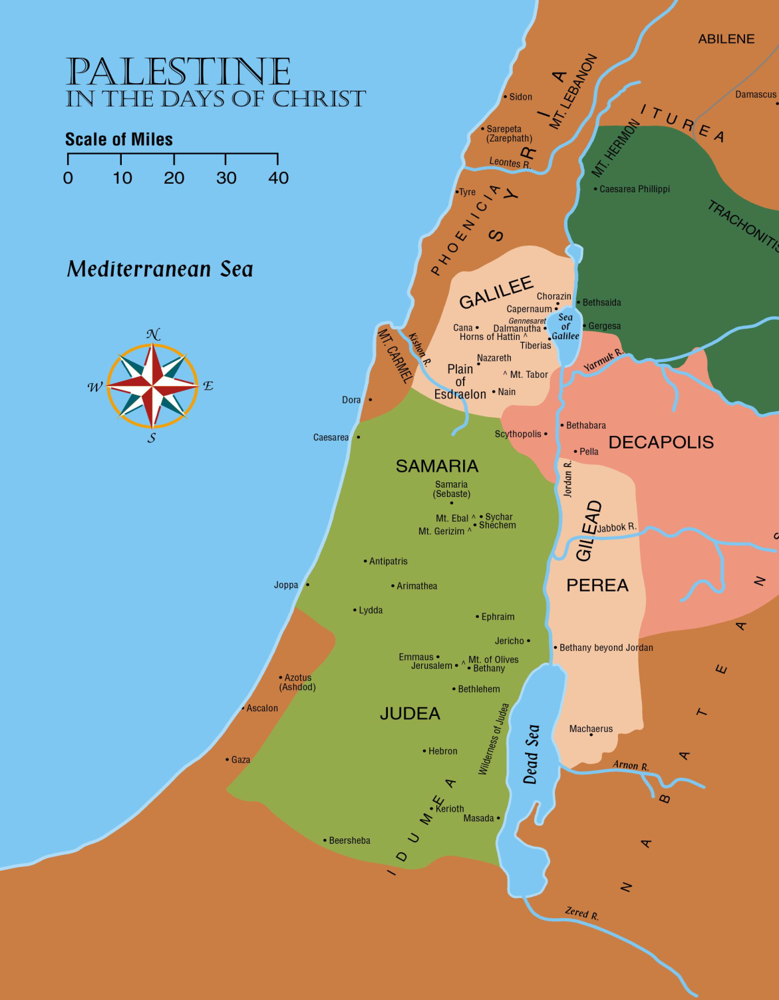 PALESTINE
IN THE DAYS OF CHRIST
Scale of Miles
0 10 20 30 40
Mediterranean Sea
N
W E
S
ABILENE
Damascus
ITUREA
MT. LEBANON
SYRIA
Sidon
Sarepeta
(Zarephath)
Leontes R.
MT. HERMON
Caesarea Phillippi
Tyre
PHOENICIA
TRACHONITIS
GALILEE
Chorazin
Capernaum
Bethsaida
Gennesaret
Sea
of
Galilee
Gergesa
Cana
Dalmanutha
Horns of Hattin ^
Tiberias
MT. CARMEL
Kishon R.
Nazareth
Yarmuk R.
Plain
of
Esdraelon
^ Mt. Tabor
Nain
Dora
Caesarea
Bethabara
Scythopolis
DECAPOLIS
Pella
SAMARIA
Jordan R.
Samaria
(Sebaste)
Mt. Ebal ^
Sychar
Shechem
Mt. Gerizim ^
GILEAD
Jabbok R.
S
Antipatris
Joppa
Arimathea
PEREA
Lydda
Ephraim
Jericho
Bethany beyond Jordan
Emmaus
Jerusalem
^ Mt. of Olives
Bethany
Azotus
(Ashdod)
Bethlehem
Ascalon
JUDEA
Wilderness of Judea
Dead Sea
Machaerus
Hebron
Gaza
Arnon R.
NABATEANS
IDUMEA
Kerioth
Masada
Beersheba
Zered R.